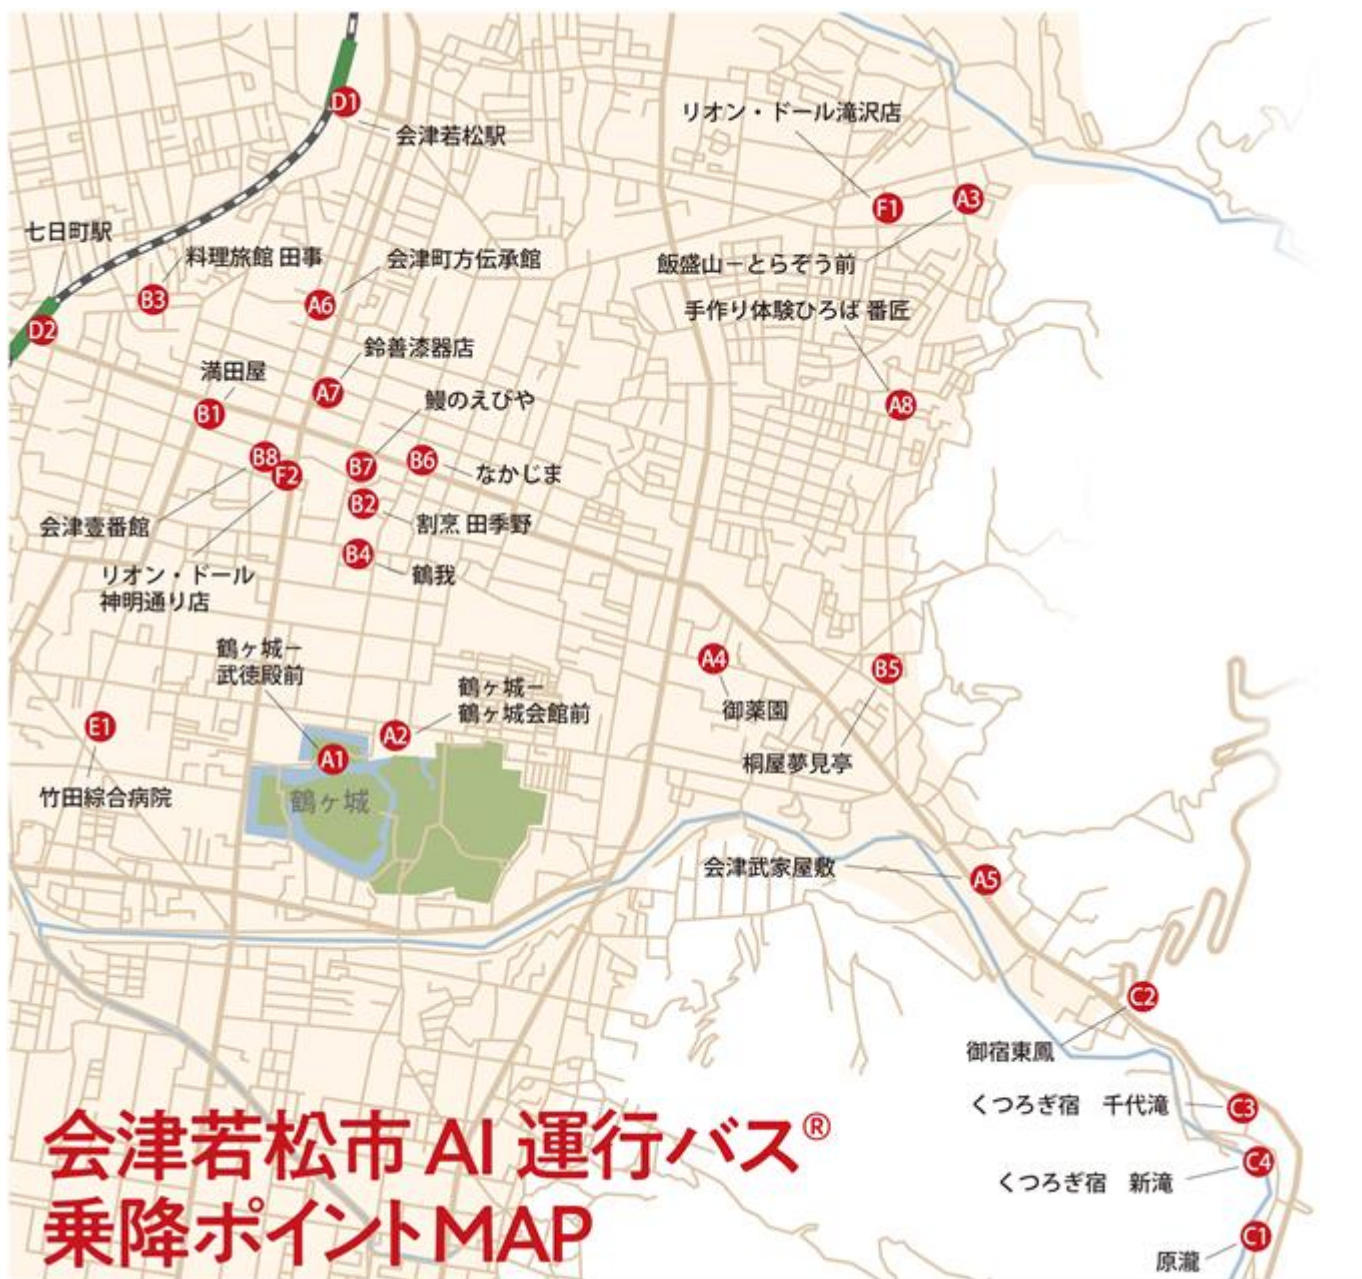 D1
会津若松駅
リオン・ドール滝沢店
F1
A3
七日町駅
料理旅館 田事
会津町方伝承館
飯盛山ーとらぞう前
B3
A6
手作り体験ひろば 番匠
D2
鈴善漆器店
満田屋
A7
鰻のえびや
A8
B1
B8
F2
B7
B6
なかじま
B2
会津壹番館
割烹 田季野
B4
リオン・ドール
神明通り店
鶴我
鶴ヶ城ー
武徳殿前
A4
B5
鶴ヶ城ー
鶴ヶ城会館前
御薬園
E1
A2
A1
桐屋夢見亭
竹田綜合病院
鶴ヶ城
会津武家屋敷
A5
C2
御宿東鳳
くつろぎ宿 千代滝
C3
会津若松市 AI 運行バス®
乗降ポイントMAP
C4
くつろぎ宿 新滝
C1
原瀧